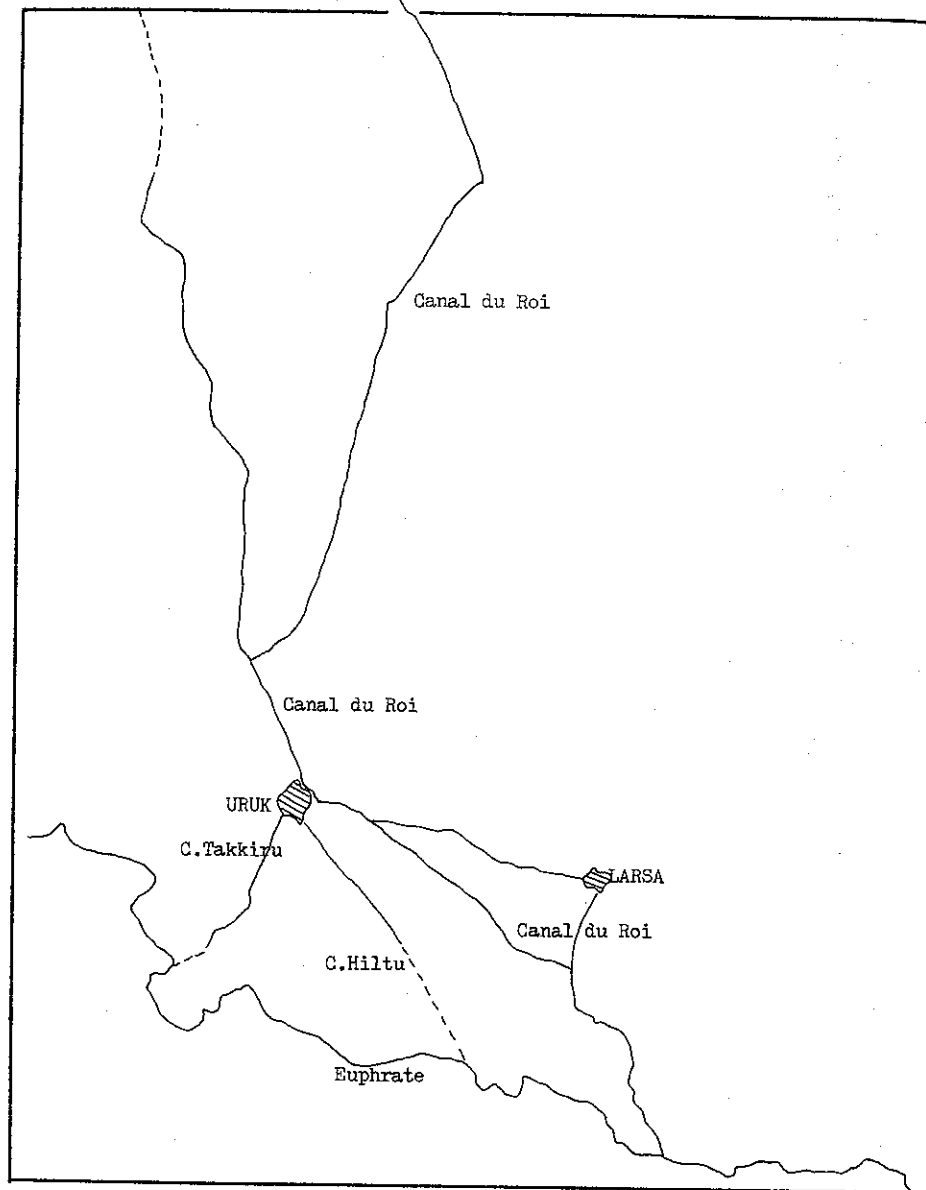 Canal du Roi
Canal du Roi
URUK
C.Takkiru
LARSA
Canal du Roi
C.Hiltu
Euphrate